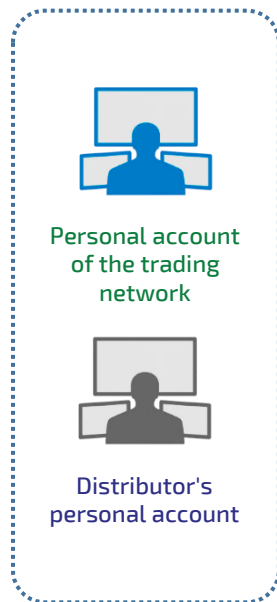 Personal account
of the trading
network
Distributor's
personal account